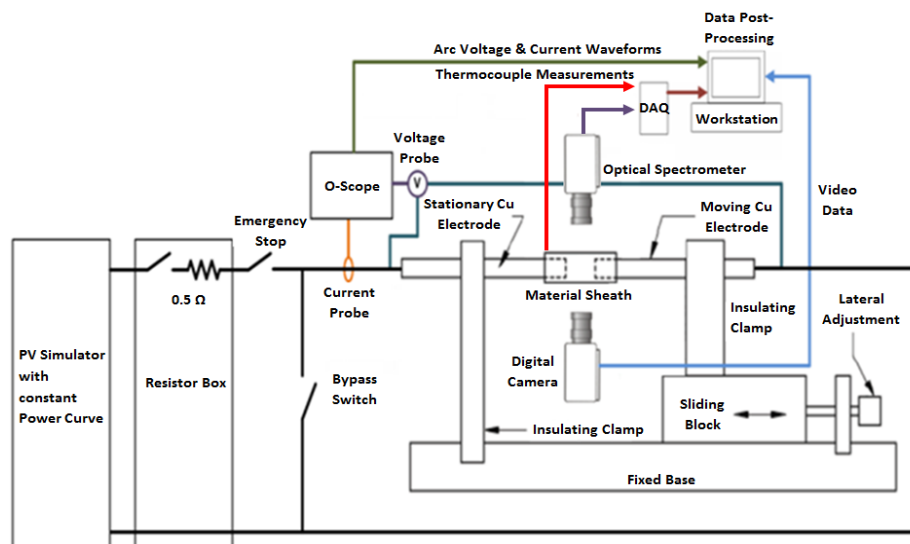 Data Post-
Processing
Arc Voltage & Current Waveforms
Thermocouple Measurements
DAQ
Workstation
Voltage
Probe
O-Scope
V
Optical Spectrometer
Video
Data
Stationary Cu
Electrode
Moving Cu
Electrode
Emergency
Stop
0.5 Ω
Current
Probe
Material Sheath
Insulating
Clamp
Lateral
Adjustment
PV Simulator
with
constant
Power Curve
Resistor Box
Bypass
Switch
Digital
Camera
Sliding
Block
Insulating Clamp
Fixed Base